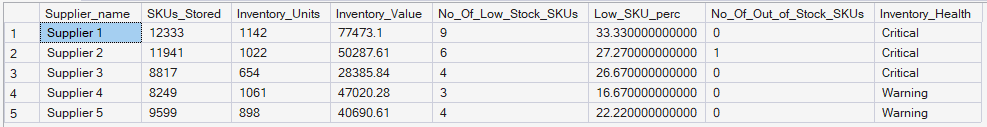 Supplier_name SKUs_Stored Inventory_Units Inventory_Value No_Of_Low_Stock_SKUs Low_SKU_perc No_Of_Out_of_Stock_SKUs Inventory_Health
1 Supplier 1 12333 1142 77473.1 9 33.330000000000 0 Critical
2 Supplier 2 11941 1022 50287.61 6 27.270000000000 1 Critical
3 Supplier 3 8817 654 28385.84 4 26.670000000000 0 Critical
4 Supplier 4 8249 1061 47020.28 3 16.670000000000 0 Warning
5 Supplier 5 9599 898 40690.61 4 22.220000000000 0 Warning